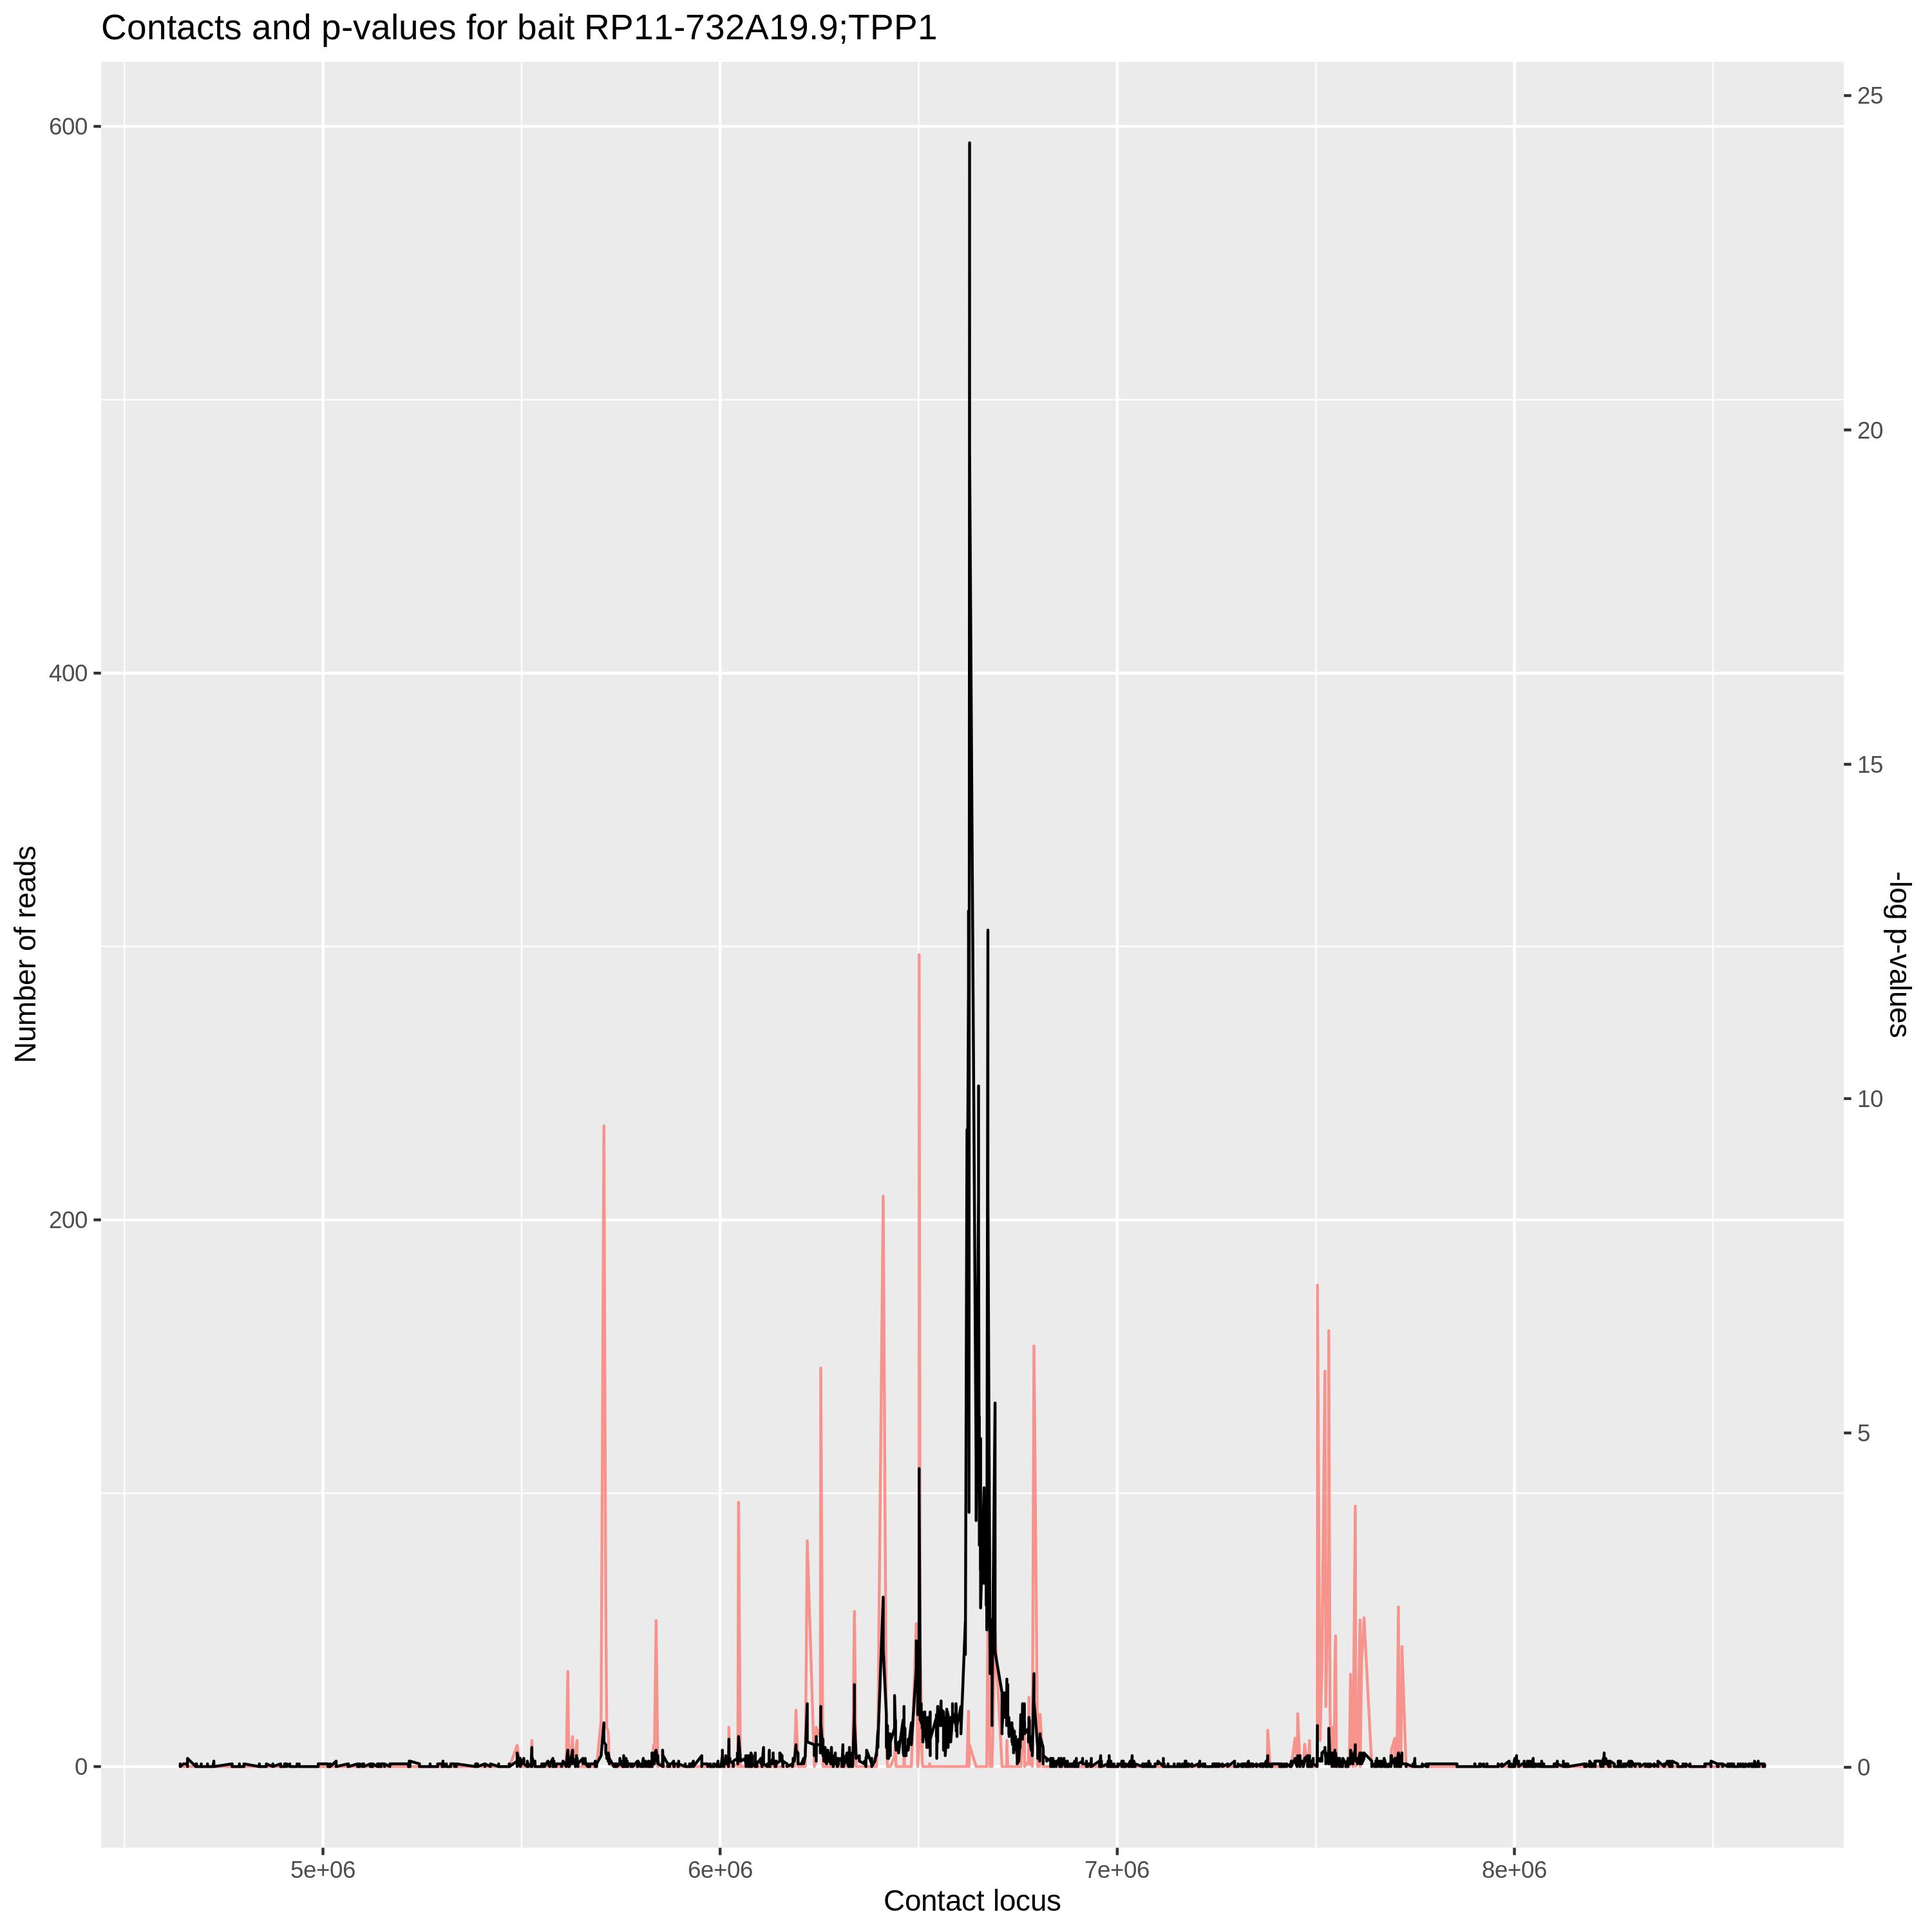 Contacts and p-values for bait RP11-732A19.9;TPP1
600
400
200
0
Number of reads
25
20
15
10
5
0
-log p-values
5e+06
6e+06
7e+06
8e+06
Contact locus